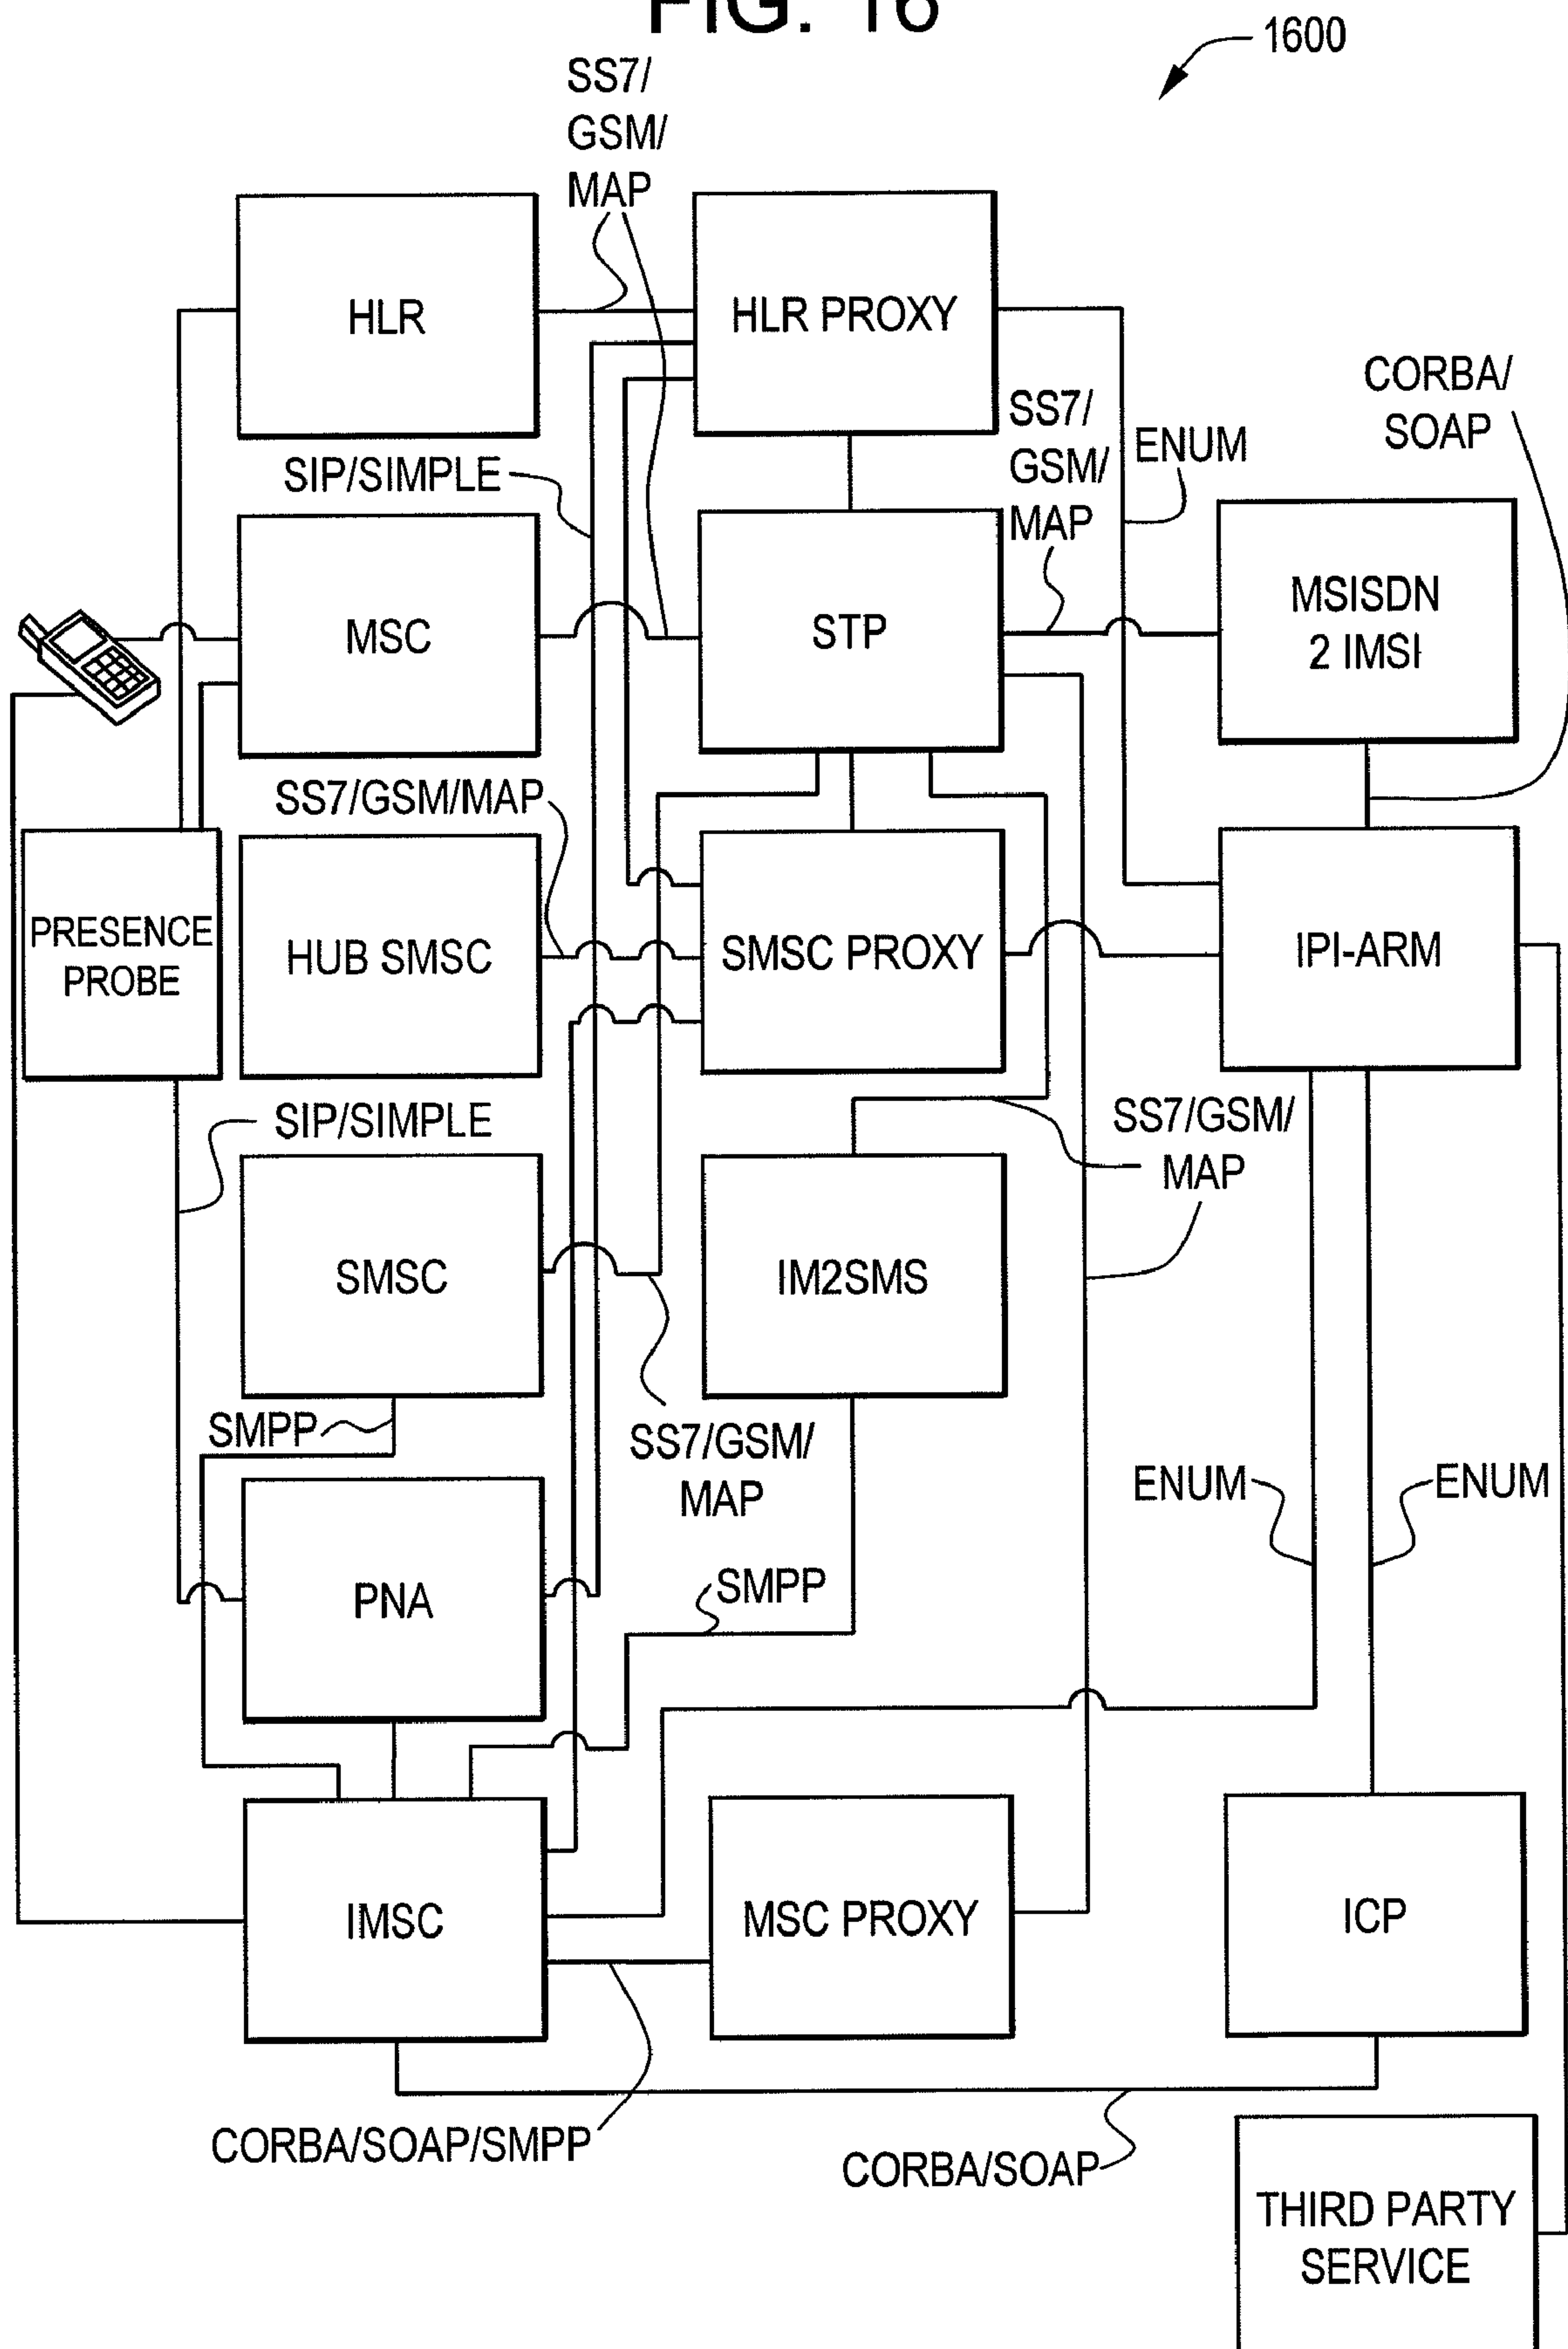 FIG. 16
1600
SS7/
GSM/
MAP
HLR
HLR PROXY
CORBA/
SOAP
SS7/
GSM/
MAP
ENUM
SIP/SIMPLE
MSC
STP
MSISDN
2 IMSI
SS7/GSM/MAP
PRESENCE
PROBE
HUB SMSC
SMSC PROXY
IPI-ARM
SIP/SIMPLE
SS7/GSM/
MAP
SMSC
IM2SMS
SMPP
SS7/GSM/
MAP
ENUM
ENUM
PNA
SMPP
IMSC
MSC PROXY
ICP
CORBA/SOAP/SMPP
CORBA/SOAP
THIRD PARTY
SERVICE